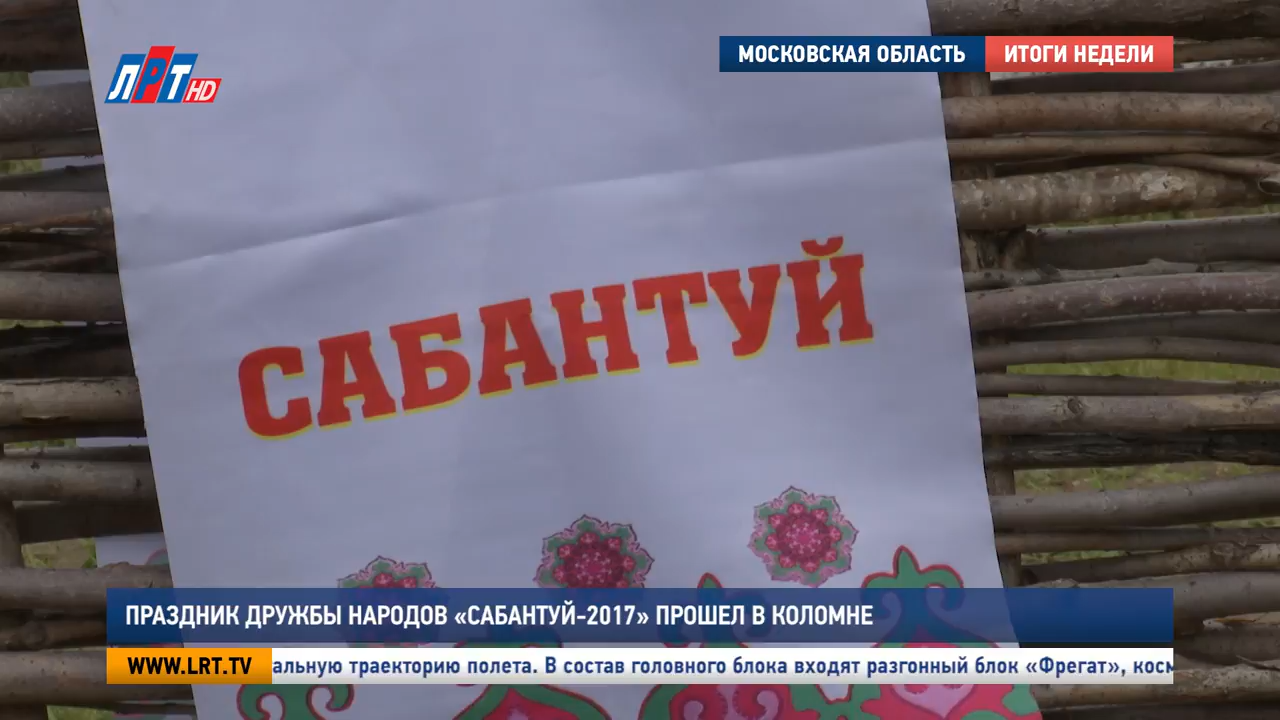 ЛРТ HD
МОСКОВСКАЯ ОБЛАСТЬ ИТОГИ НЕДЕЛИ
САБАНТУЙ
ПРАЗДНИК ДРУЖБЫ НАРОДОВ «САБАНТУЙ-2017» ПРОШЕЛ В КОЛОМНЕ
WWW.LRT.TV альную траекторию полета. В состав головного блока входят разгонный блок «Фрегат», косм